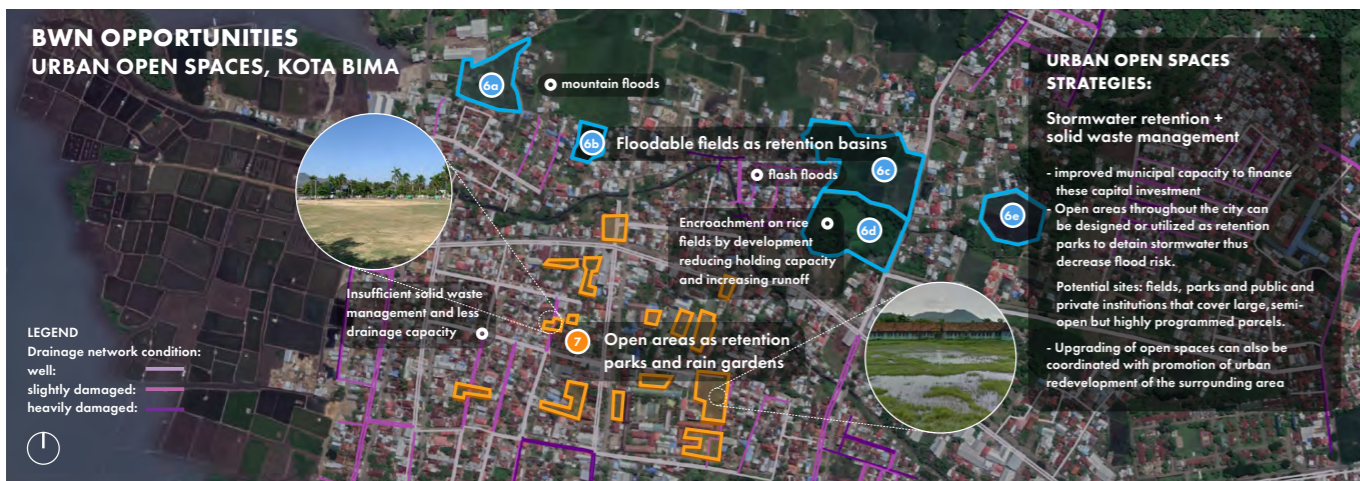 BWN OPPORTUNITIES
URBAN OPEN SPACES, KOTA BIMA
6a
mountain floods
6b
Floodable fields as retention basins
6c
flash floods
6d
6e
Encroachment on rice
fields by development
reducing holding capacity
and increasing runoff
Insufficient solid waste
management and less
drainage capacity
7
Open areas as retention
parks and rain gardens
LEGEND
Drainage network condition:
well:
slightly damaged:
heavily damaged:
URBAN OPEN SPACES
STRATEGIES:
Stormwater retention +
solid waste management
- improved municipal capacity to finance
these capital investment
- Open areas throughout the city can
be designed or utilized as retention
parks to detain stormwater thus
decrease flood risk.
Potential sites: fields, parks and public and
private institutions that cover large, semi-
open but highly programmed parcels.
- Upgrading of open spaces can also be
coordinated with promotion of urban
redevelopment of the surrounding area